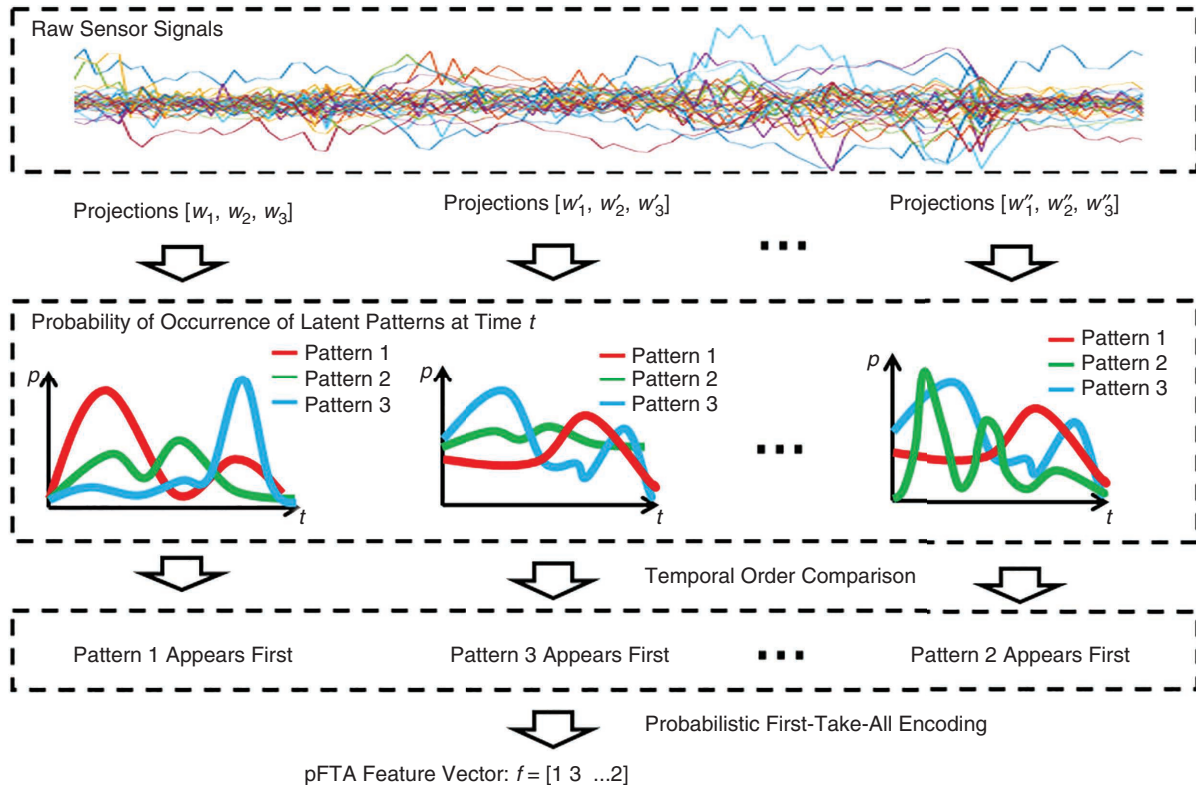 Raw Sensor Signals
Projections [w₁, w₂, w₃]
Projections [w′₁, w′₂, w′₃]
Projections [w″₁, w″₂, w″₃]
...
Probability of Occurrence of Latent Patterns at Time t
p
Pattern 1
Pattern 2
Pattern 3
t
p
Pattern 1
Pattern 2
Pattern 3
t
...
p
Pattern 1
Pattern 2
Pattern 3
t
Temporal Order Comparison
Pattern 1 Appears First
Pattern 3 Appears First
...
Pattern 2 Appears First
Probabilistic First-Take-All Encoding
pFTA Feature Vector: f = [1 3 ...2]